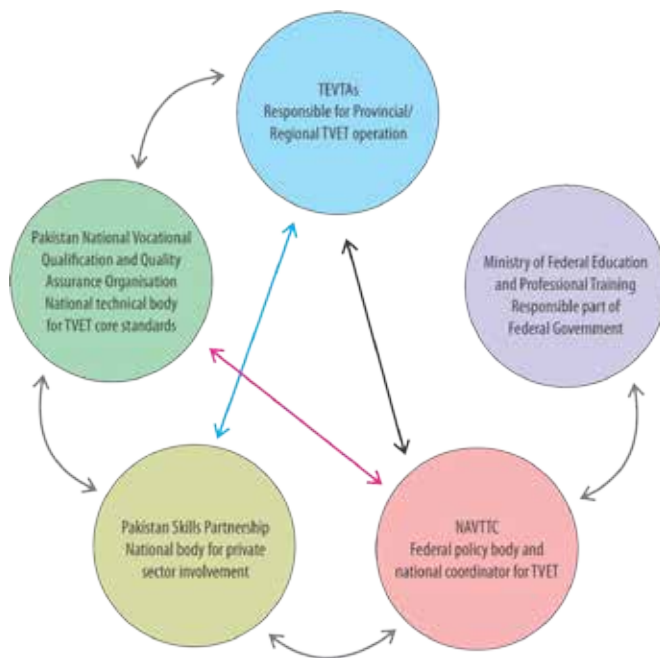 TEVTAs
Responsible for Provincial/
Regional TVET operation
Pakistan National Vocational
Qualification and Quality
Assurance Organisation
National technical body
for TVET core standards
Ministry of Federal Education
and Professional Training
Responsible part of
Federal Government
Pakistan Skills Partnership
National body for private
sector involvement
NAVTTC
Federal policy body and
national coordinator for TVET